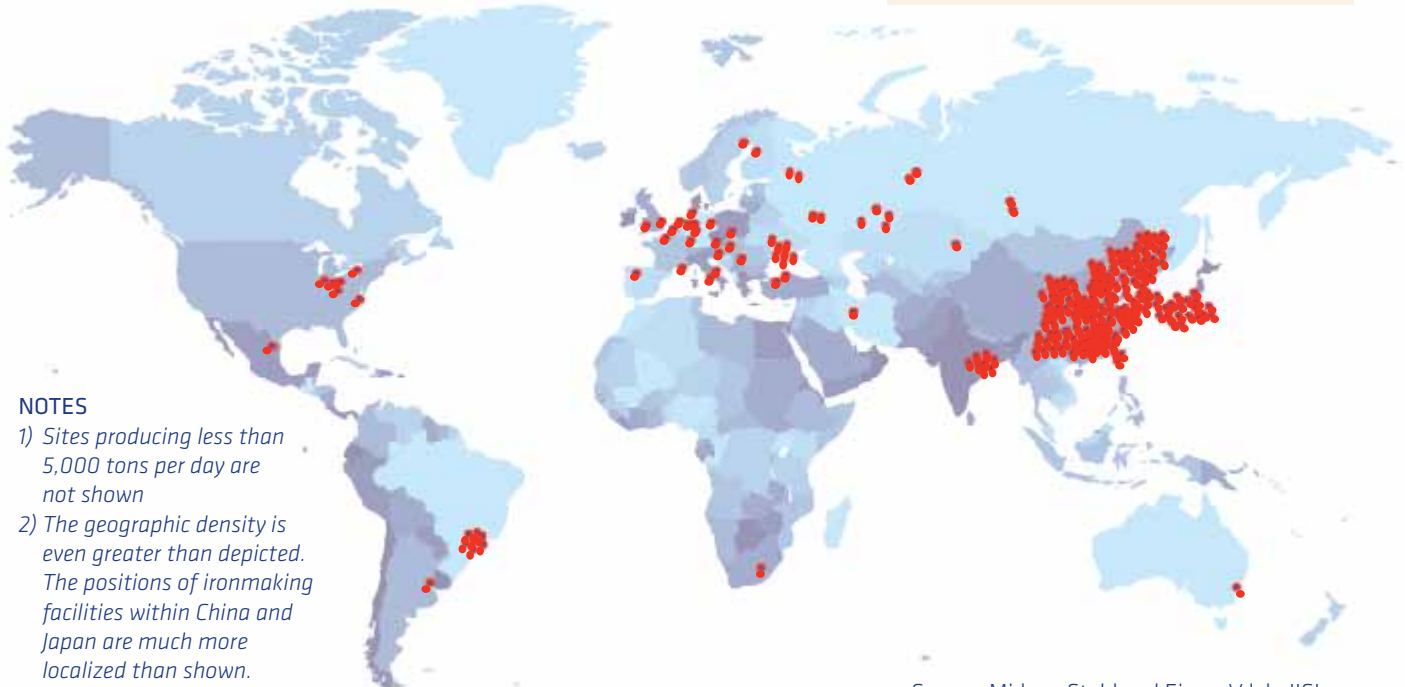 NOTES
1) Sites producing less than
5,000 tons per day are
not shown
2) The geographic density is
even greater than depicted.
The positions of ironmaking
facilities within China and
Japan are much more
localized than shown.